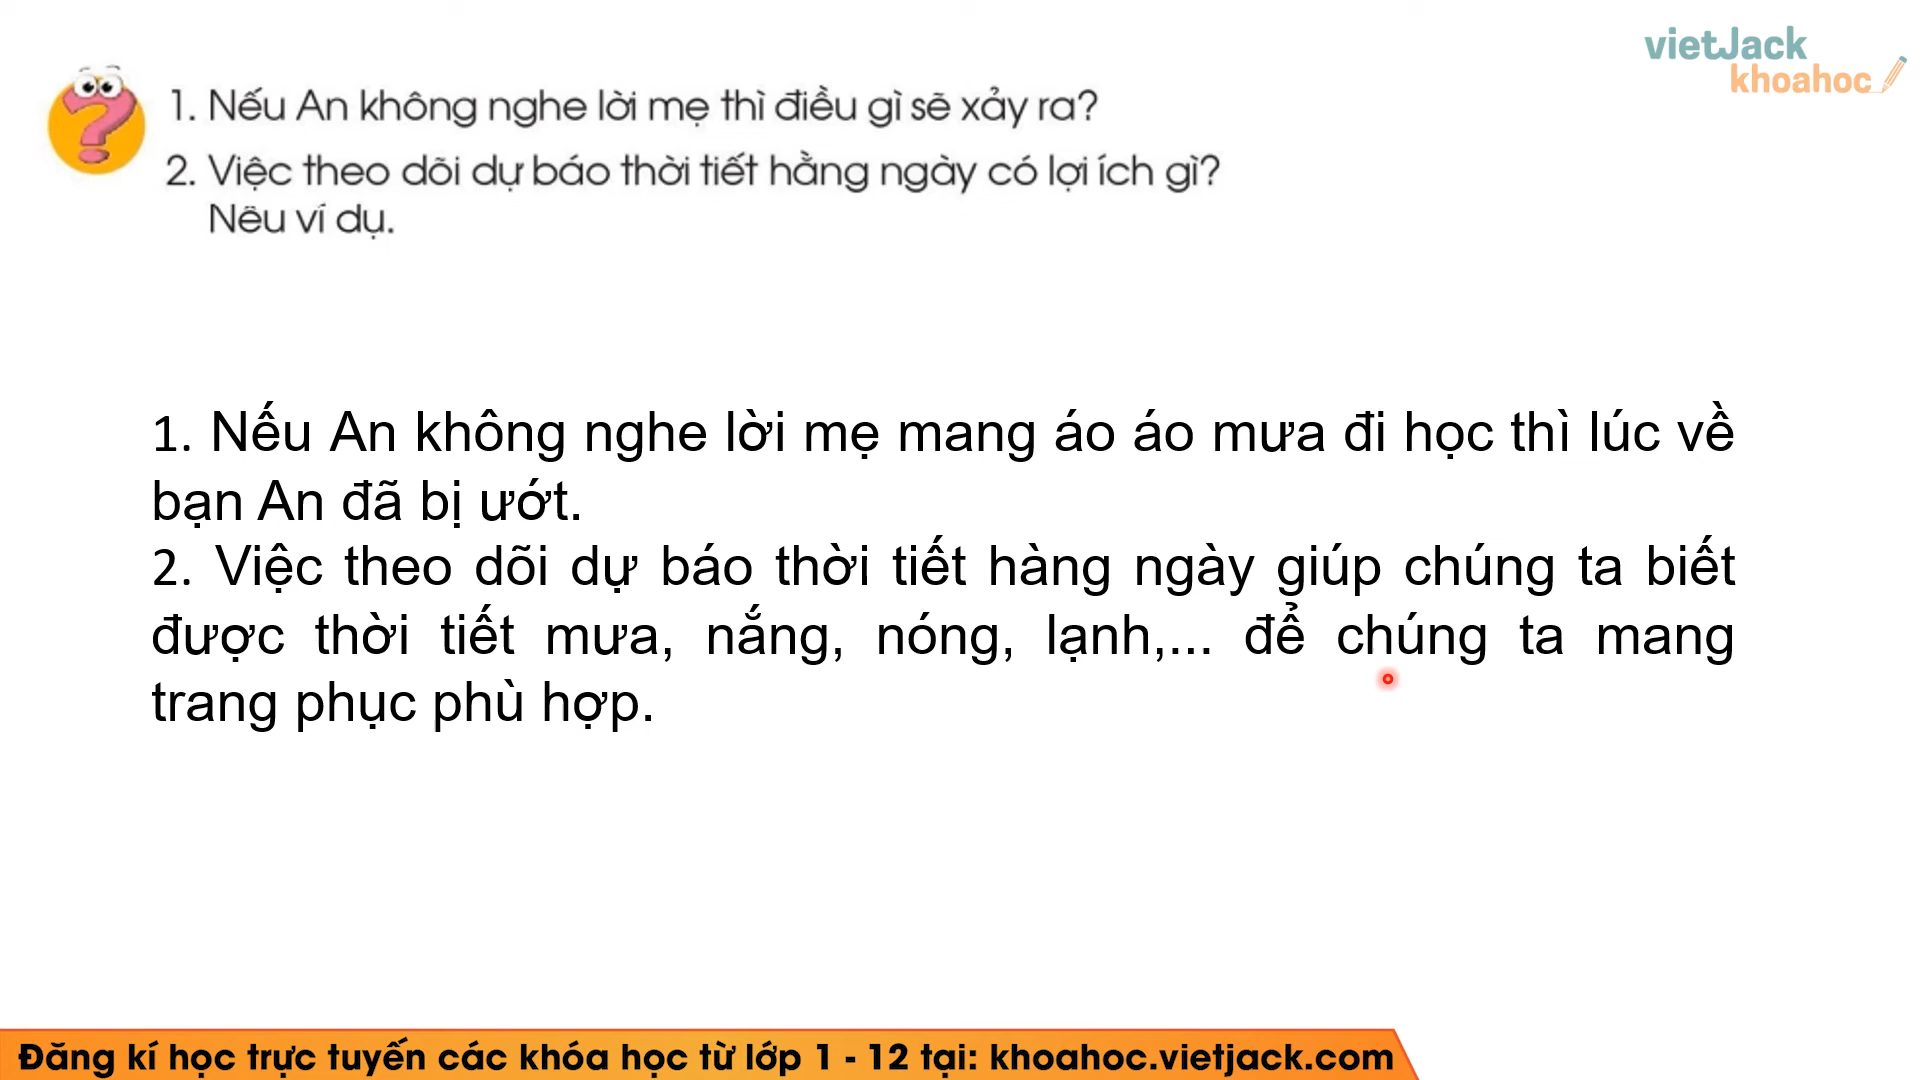 vietJack
khoahoc
1. Nếu An không nghe lời mẹ thì điều gì sẽ xảy ra?
2. Việc theo dõi dự báo thời tiết hằng ngày có lợi ích gì?
Nêu ví dụ.
1. Nếu An không nghe lời mẹ mang áo áo mưa đi học thì lúc về
bạn An đã bị ướt.
2. Việc theo dõi dự báo thời tiết hàng ngày giúp chúng ta biết
được thời tiết mưa, nắng, nóng, lạnh,... để chúng ta mang
trang phục phù hợp.
Đăng kí học trực tuyến các khóa học từ lớp 1 - 12 tại: khoahoc.vietjack.com